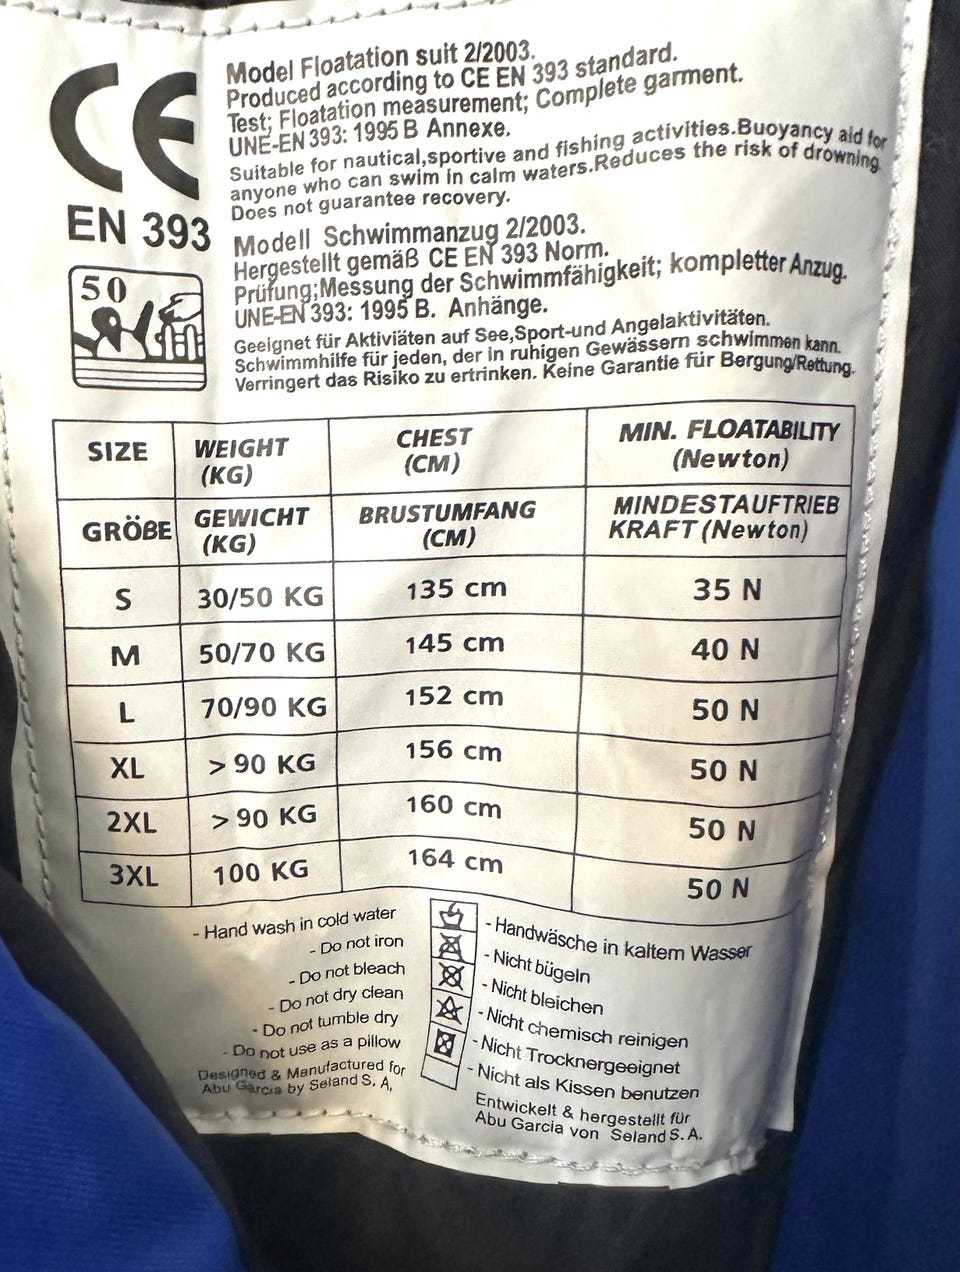 CE
EN 393
50
Model Floatation suit 2/2003.
Produced according to CE EN 393 standard.
Test; Floatation measurement; Complete garment.
UNE-EN 393: 1995 B Annexe.
Suitable for nautical,sportive and fishing activities.Buoyancy aid for
anyone who can swim in calm waters.Reduces the risk of drowning.
Does not guarantee recovery.
Modell Schwimmanzug 2/2003.
Hergestellt gemäß CE EN 393 Norm.
Prüfung;Messung der Schwimmfähigkeit; kompletter Anzug.
UNE-EN 393: 1995 B. Anhänge.
Geeignet für Aktiviäten auf See,Sport-und Angelaktivitäten.
Schwimmhilfe für jeden, der in ruhigen Gewässern schwimmen kann.
Verringert das Risiko zu ertrinken. Keine Garantie für Bergung/Rettung.
SIZE WEIGHT (KG) CHEST (CM) MIN. FLOATABILITY (Newton)
GRÖßE GEWICHT (KG) BRUSTUMFANG (CM) MINDESTAUFTRIEB KRAFT (Newton)
S 30/50 KG 135 cm 35 N
M 50/70 KG 145 cm 40 N
L 70/90 KG 152 cm 50 N
XL > 90 KG 156 cm 50 N
2XL > 90 KG 160 cm 50 N
3XL 100 KG 164 cm 50 N
- Hand wash in cold water
- Do not iron
- Do not bleach
- Do not dry clean
- Do not tumble dry
- Do not use as a pillow
Designed & Manufactured for
Abu Garcia by Seland S. A,
- Handwäsche in kaltem Wasser
- Nicht bügeln
- Nicht bleichen
- Nicht chemisch reinigen
- Nicht Trocknergeeignet
- Nicht als Kissen benutzen
Entwickelt & hergestellt für
Abu Garcia von Seland S. A.